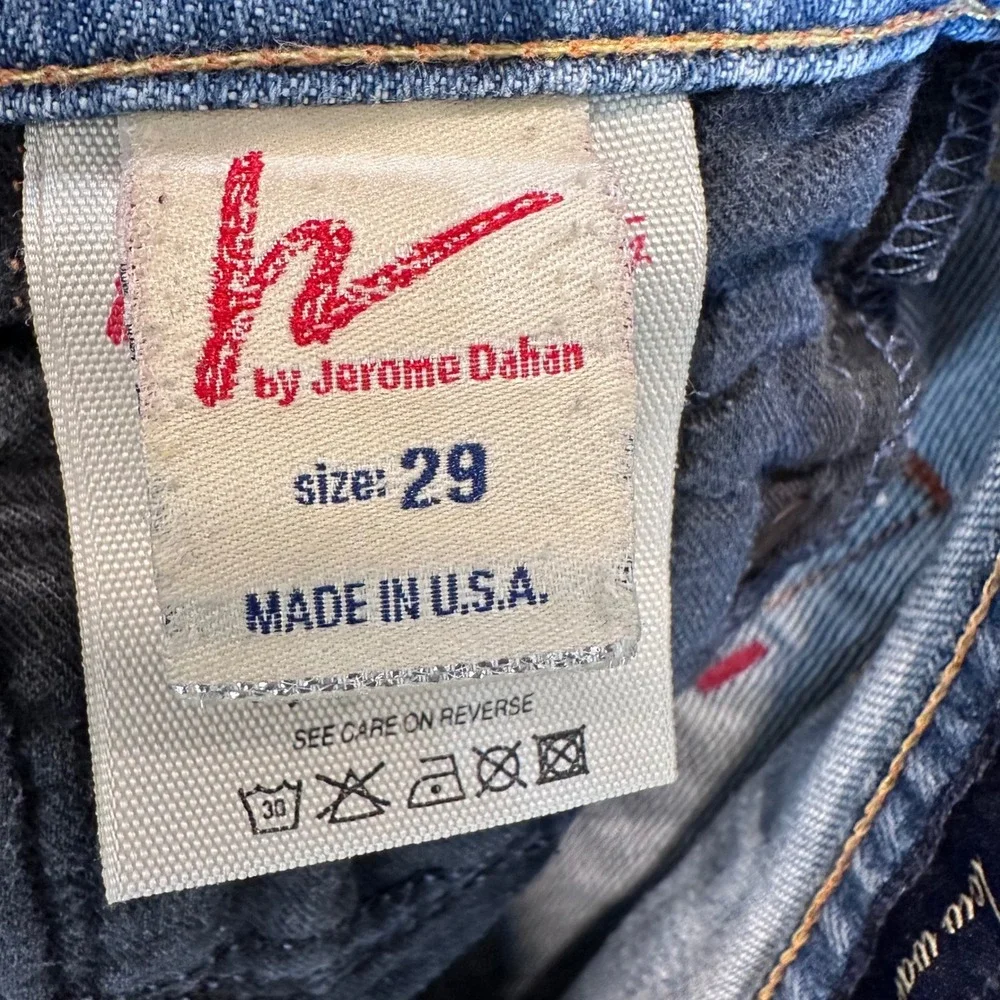 h
by Jerome Dahan
size: 29
MADE IN U.S.A.
SEE CARE ON REVERSE
30